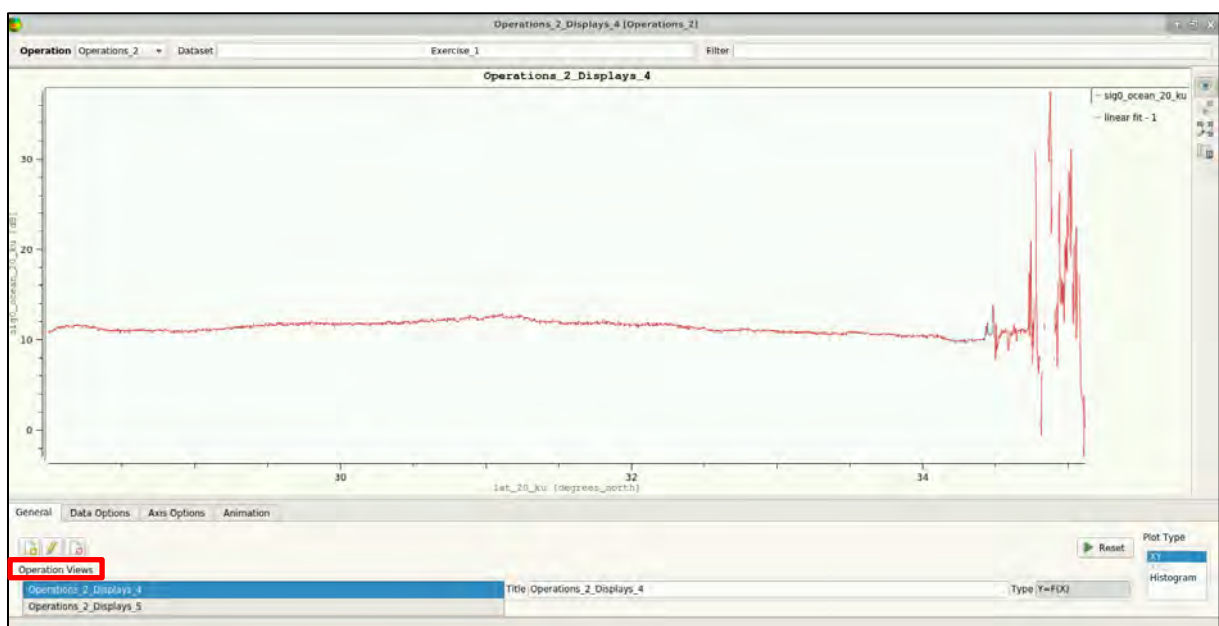 Operations_2_Displays_4 [Operations_2]
Operation Operations_2 Dataset Exercise_1 Filter
Operations_2_Displays_4
sig0_ocean_20_ku
linear fit - 1
30
20
10
0
sig0_ocean_20_ku [dB]
30 32 34
lat_20_ku [degrees_north]
General Data Options Axis Options Animation
Reset
Plot Type
XY
Histogram
Operation Views
Operations_2_Displays_4 Title Operations_2_Displays_4 Type Y=F(X)
Operations_2_Displays_5